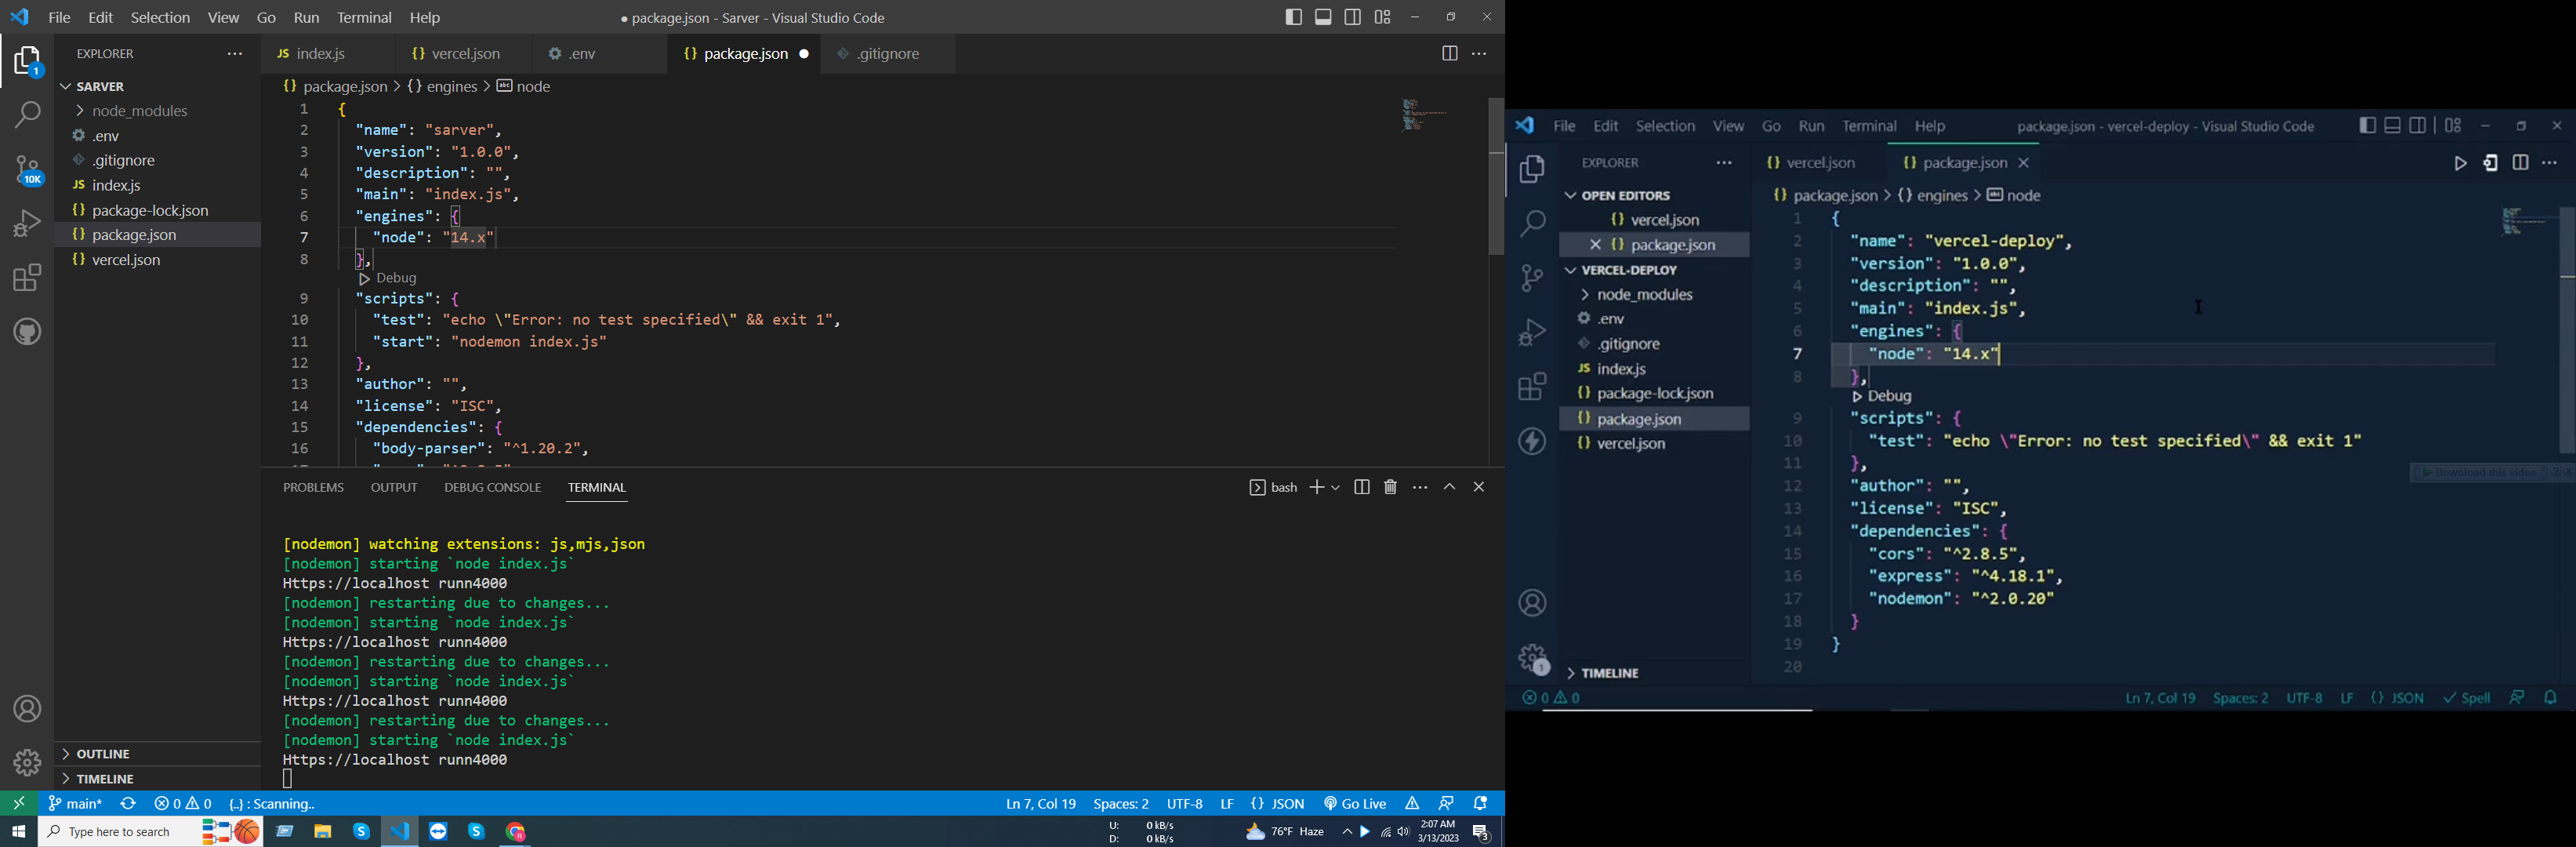 File Edit Selection View Go Run Terminal Help
● package.json - Sarver - Visual Studio Code
EXPLORER
SARVER
node_modules
.env
.gitignore
JS index.js
{} package-lock.json
{} package.json
{} vercel.json
OUTLINE
TIMELINE
1
10K
JS index.js
{} vercel.json
.env
{} package.json ●
.gitignore
{} package.json > {} engines > abc node
1 {
2 "name": "sarver",
3 "version": "1.0.0",
4 "description": "",
5 "main": "index.js",
6 "engines": {
7 "node": "14.x"
8 },
Debug
9 "scripts": {
10 "test": "echo \"Error: no test specified\" && exit 1",
11 "start": "nodemon index.js"
12 },
13 "author": "",
14 "license": "ISC",
15 "dependencies": {
16 "body-parser": "^1.20.2",
PROBLEMS OUTPUT DEBUG CONSOLE TERMINAL
bash
[nodemon] watching extensions: js,mjs,json
[nodemon] starting `node index.js`
Https://localhost runn4000
[nodemon] restarting due to changes...
[nodemon] starting `node index.js`
Https://localhost runn4000
[nodemon] restarting due to changes...
[nodemon] starting `node index.js`
Https://localhost runn4000
[nodemon] restarting due to changes...
[nodemon] starting `node index.js`
Https://localhost runn4000
main* 0 0 {..} : Scanning..
Ln 7, Col 19 Spaces: 2 UTF-8 LF {} JSON Go Live
Type here to search
U: 0 kB/s
D: 0 kB/s
76°F Haze
2:07 AM
3/13/2023
3
File Edit Selection View Go Run Terminal Help
package.json - vercel-deploy - Visual Studio Code
EXPLORER
OPEN EDITORS
{} vercel.json
{} package.json
VERCEL-DEPLOY
node_modules
.env
.gitignore
JS index.js
{} package-lock.json
{} package.json
{} vercel.json
TIMELINE
1
{} vercel.json
{} package.json
{} package.json > {} engines > abc node
1 {
2 "name": "vercel-deploy",
3 "version": "1.0.0",
4 "description": "",
5 "main": "index.js",
6 "engines": {
7 "node": "14.x"
8 },
Debug
9 "scripts": {
10 "test": "echo \"Error: no test specified\" && exit 1"
11 },
12 "author": "",
13 "license": "ISC",
14 "dependencies": {
15 "cors": "^2.8.5",
16 "express": "^4.18.1",
17 "nodemon": "^2.0.20"
18 }
19 }
20
Download this video
0 0
Ln 7, Col 19 Spaces: 2 UTF-8 LF {} JSON Spell